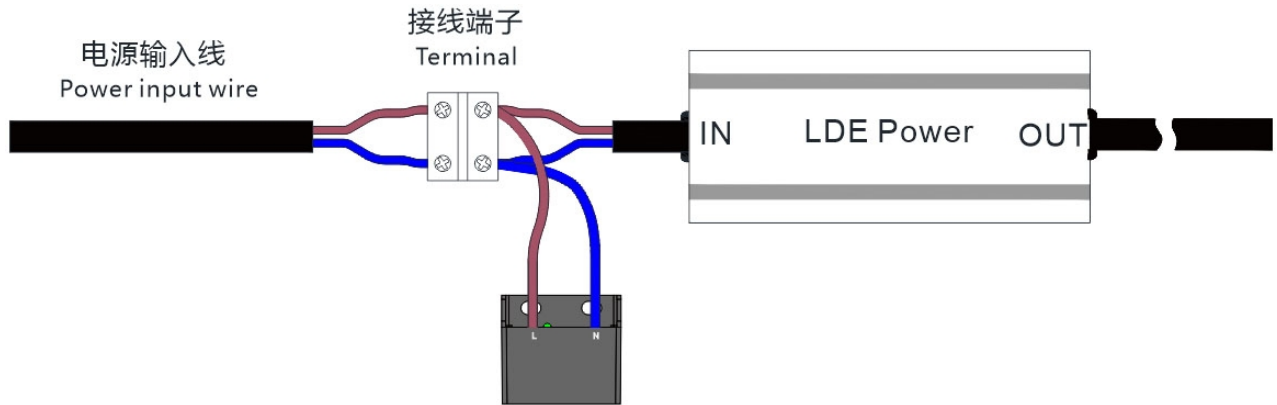 接线端子
Terminal
电源输入线
Power input wire
IN
LDE Power
OUT
L
N